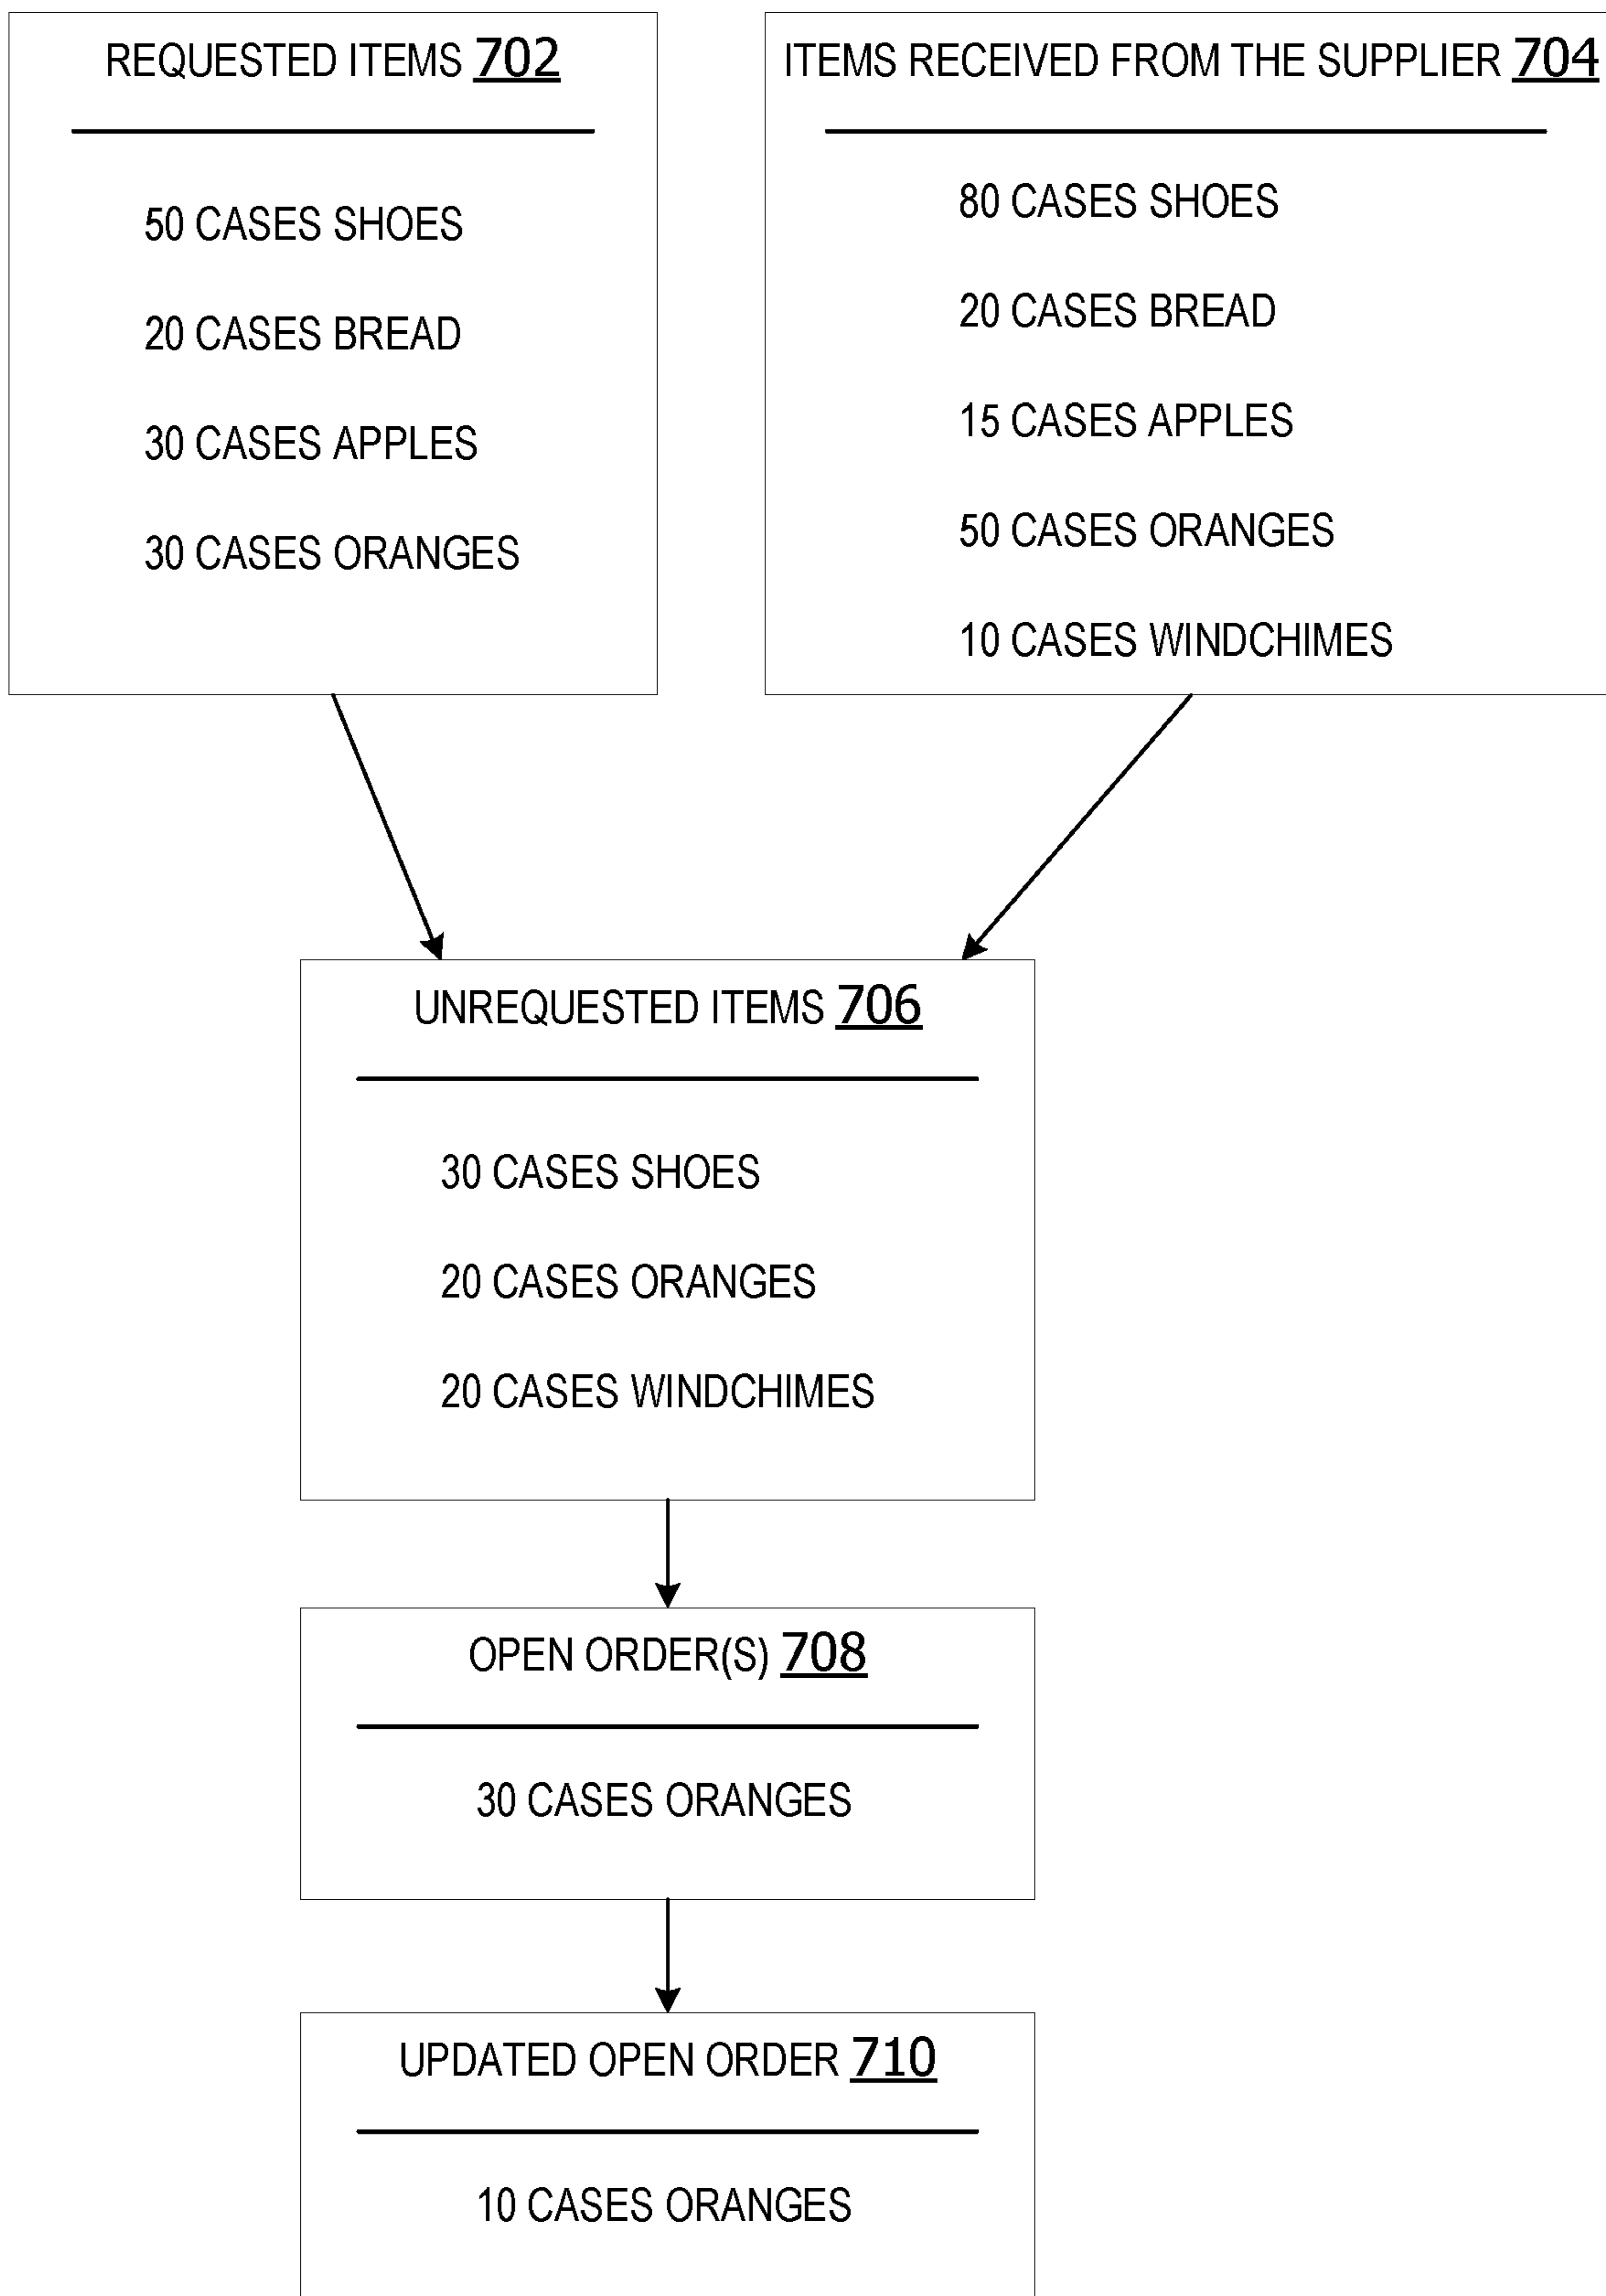 REQUESTED ITEMS 702
50 CASES SHOES
20 CASES BREAD
30 CASES APPLES
30 CASES ORANGES
ITEMS RECEIVED FROM THE SUPPLIER 704
80 CASES SHOES
20 CASES BREAD
15 CASES APPLES
50 CASES ORANGES
10 CASES WINDCHIMES
UNREQUESTED ITEMS 706
30 CASES SHOES
20 CASES ORANGES
20 CASES WINDCHIMES
OPEN ORDER(S) 708
30 CASES ORANGES
UPDATED OPEN ORDER 710
10 CASES ORANGES